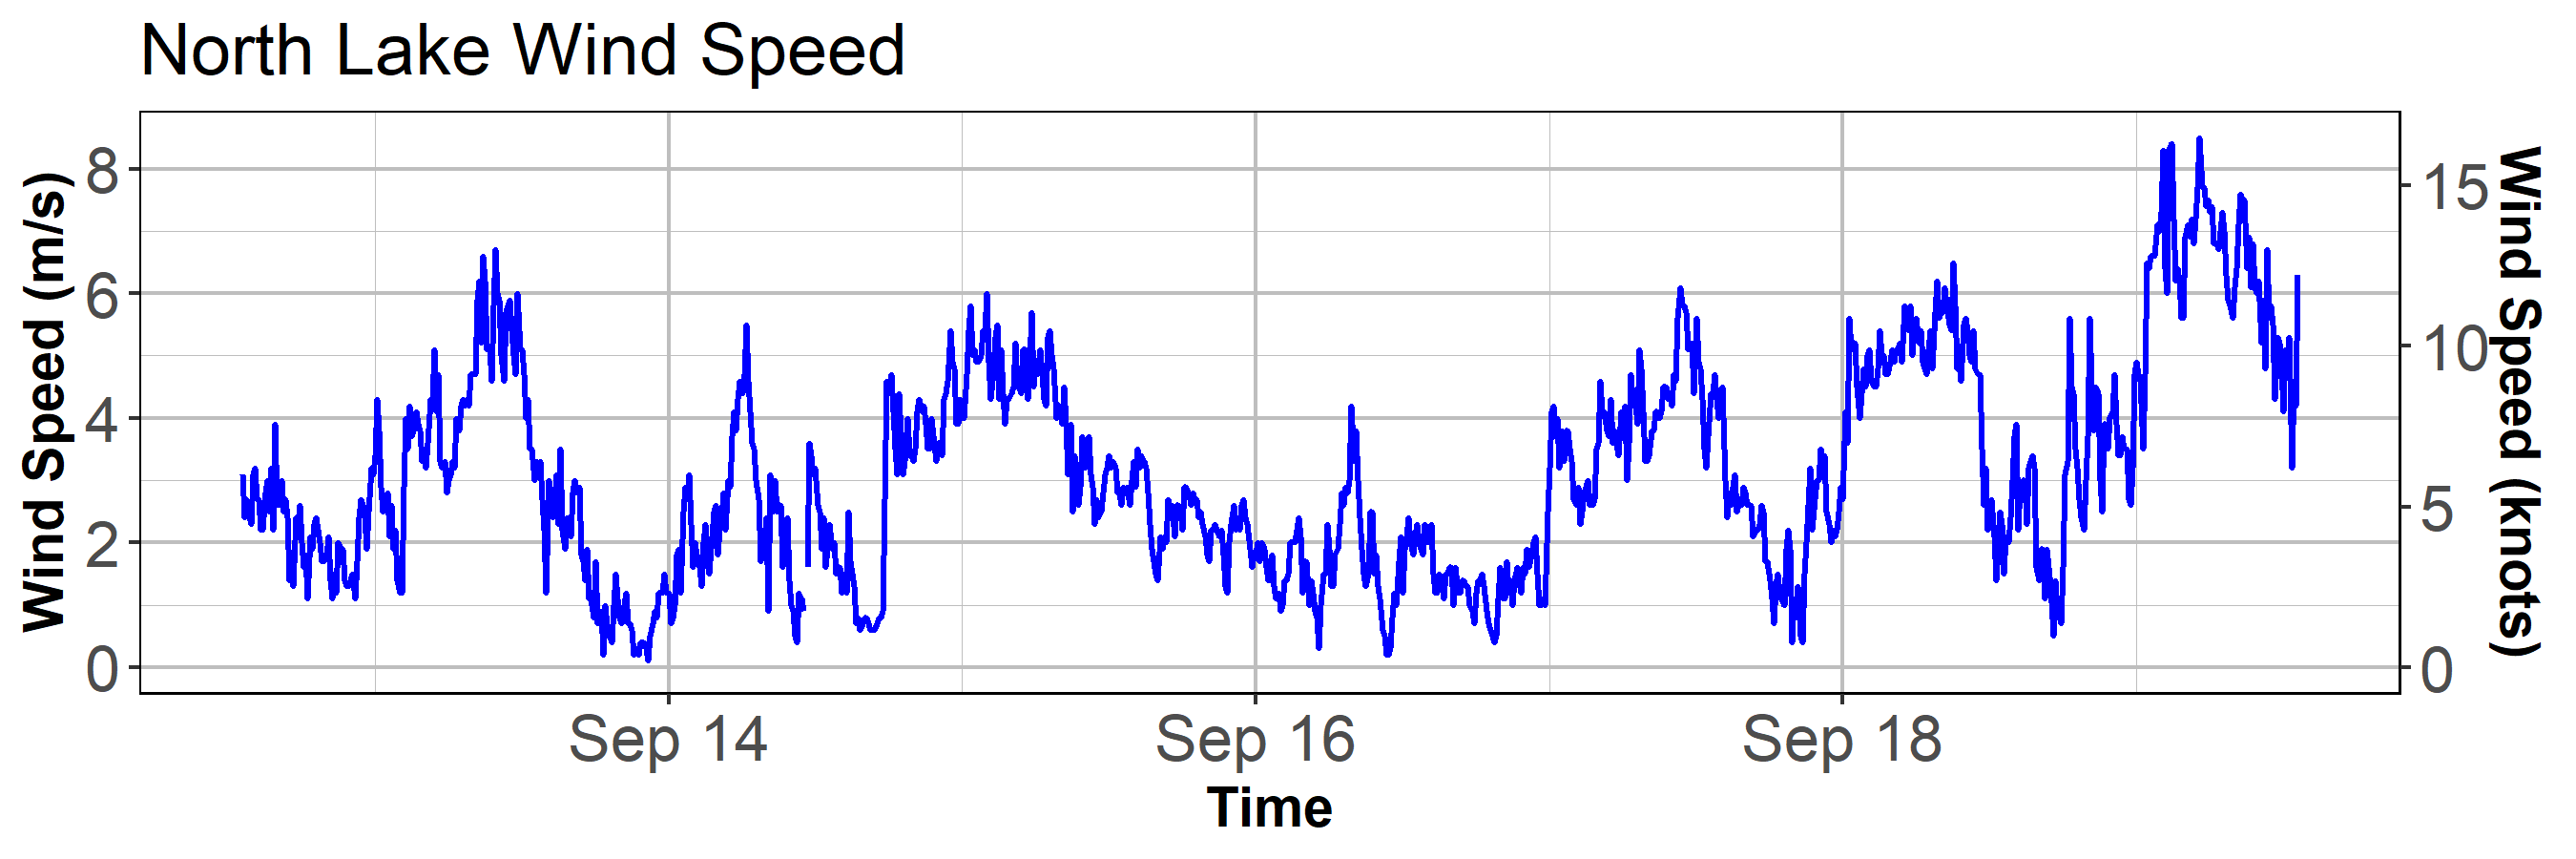 North Lake Wind Speed
Wind Speed (m/s)
8
6
4
2
0
15
10
5
0
Wind Speed (knots)
Sep 14
Sep 16
Sep 18
Time